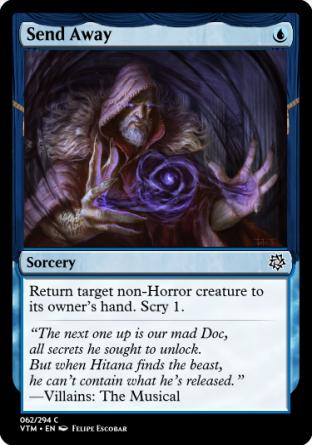 Send Away
Sorcery
Return target non-Horror creature to
its owner's hand. Scry 1.
“The next one up is our mad Doc,
all secrets he sought to unlock.
But when Hitana finds the beast,
he can't contain what he's released.”
—Villains: The Musical
062/294 C
VTM • EN Felipe Escobar